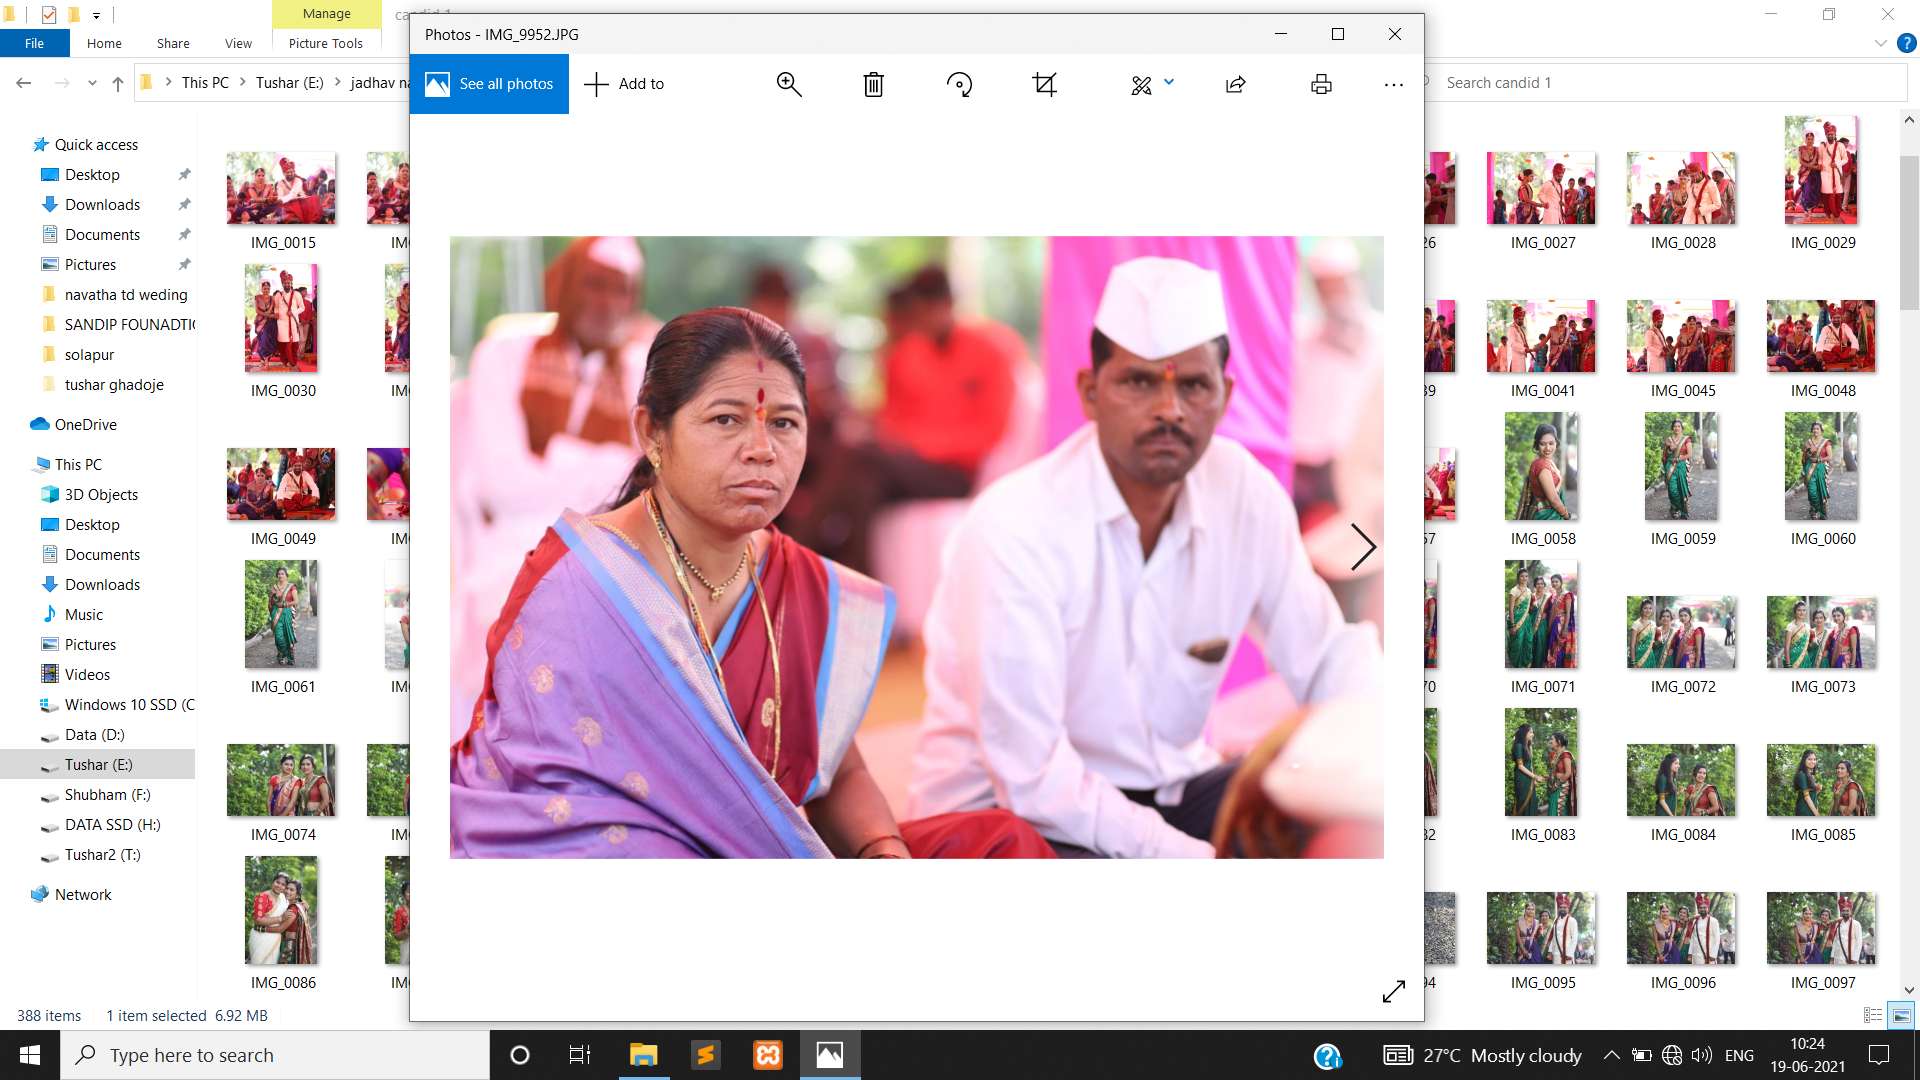 Manage
candid 1
Photos - IMG_9952.JPG
File
Home
Share
View
Picture Tools
See all photos
Add to
This PC
Tushar (E:)
jadhav na
Search candid 1
Quick access
Desktop
Downloads
Documents
Pictures
navatha td weding
SANDIP FOUNADTIO
solapur
tushar ghadoje
OneDrive
This PC
3D Objects
Desktop
Documents
Downloads
Music
Pictures
Videos
Windows 10 SSD (C
Data (D:)
Tushar (E:)
Shubham (F:)
DATA SSD (H:)
Tushar2 (T:)
Network
IMG_0015
IMG_0027
IMG_0028
IMG_0029
IMG_0030
IMG_0041
IMG_0045
IMG_0048
IMG_0049
IMG_0058
IMG_0059
IMG_0060
IMG_0061
IMG_0071
IMG_0072
IMG_0073
IMG_0074
IMG_0083
IMG_0084
IMG_0085
IMG_0086
IMG_0095
IMG_0096
IMG_0097
388 items
1 item selected 6.92 MB
Type here to search
27°C Mostly cloudy
ENG
10:24
19-06-2021